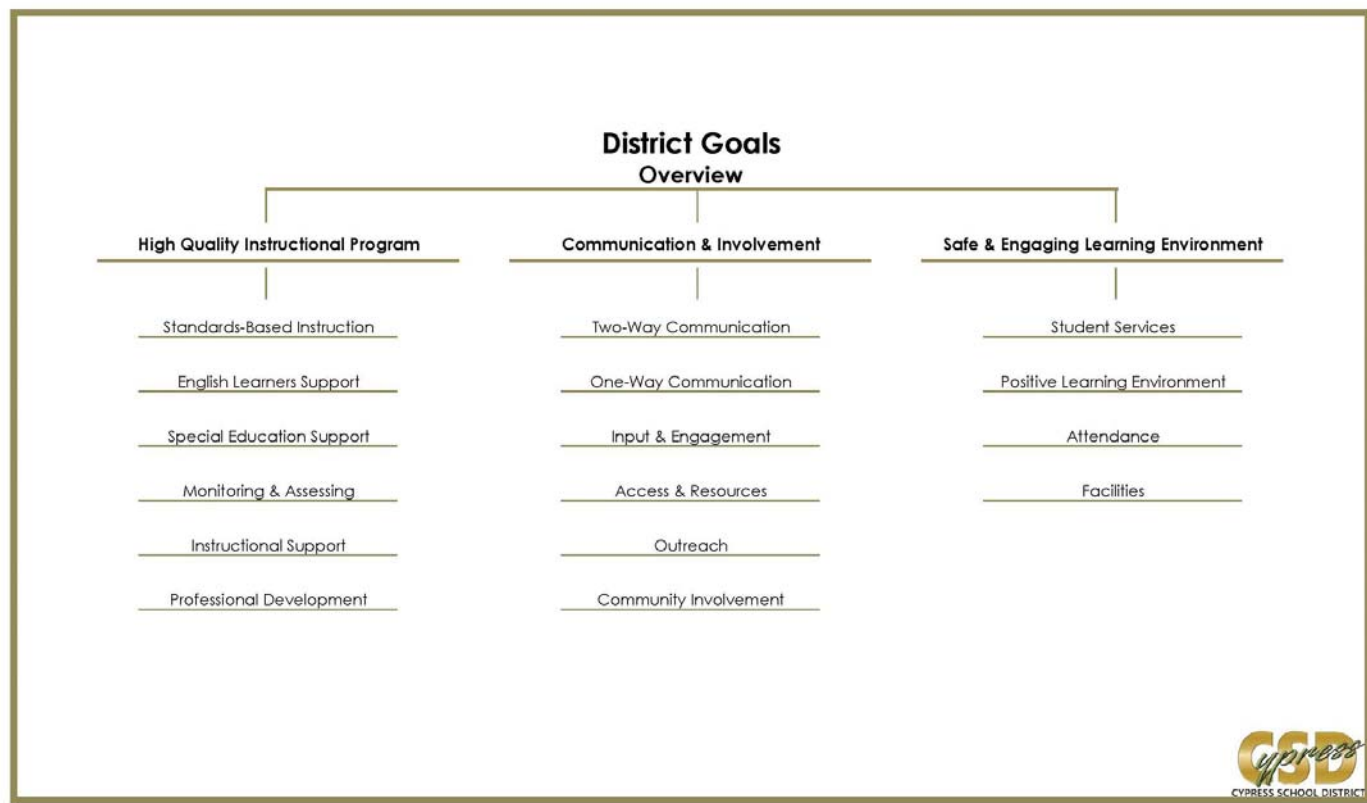 District Goals
Overview
High Quality Instructional Program
Standards-Based Instruction
English Learners Support
Special Education Support
Monitoring & Assessing
Instructional Support
Professional Development
Communication & Involvement
Two-Way Communication
One-Way Communication
Input & Engagement
Access & Resources
Outreach
Community Involvement
Safe & Engaging Learning Environment
Student Services
Positive Learning Environment
Attendance
Facilities
CSD
Cypress
CYPRESS SCHOOL DISTRICT